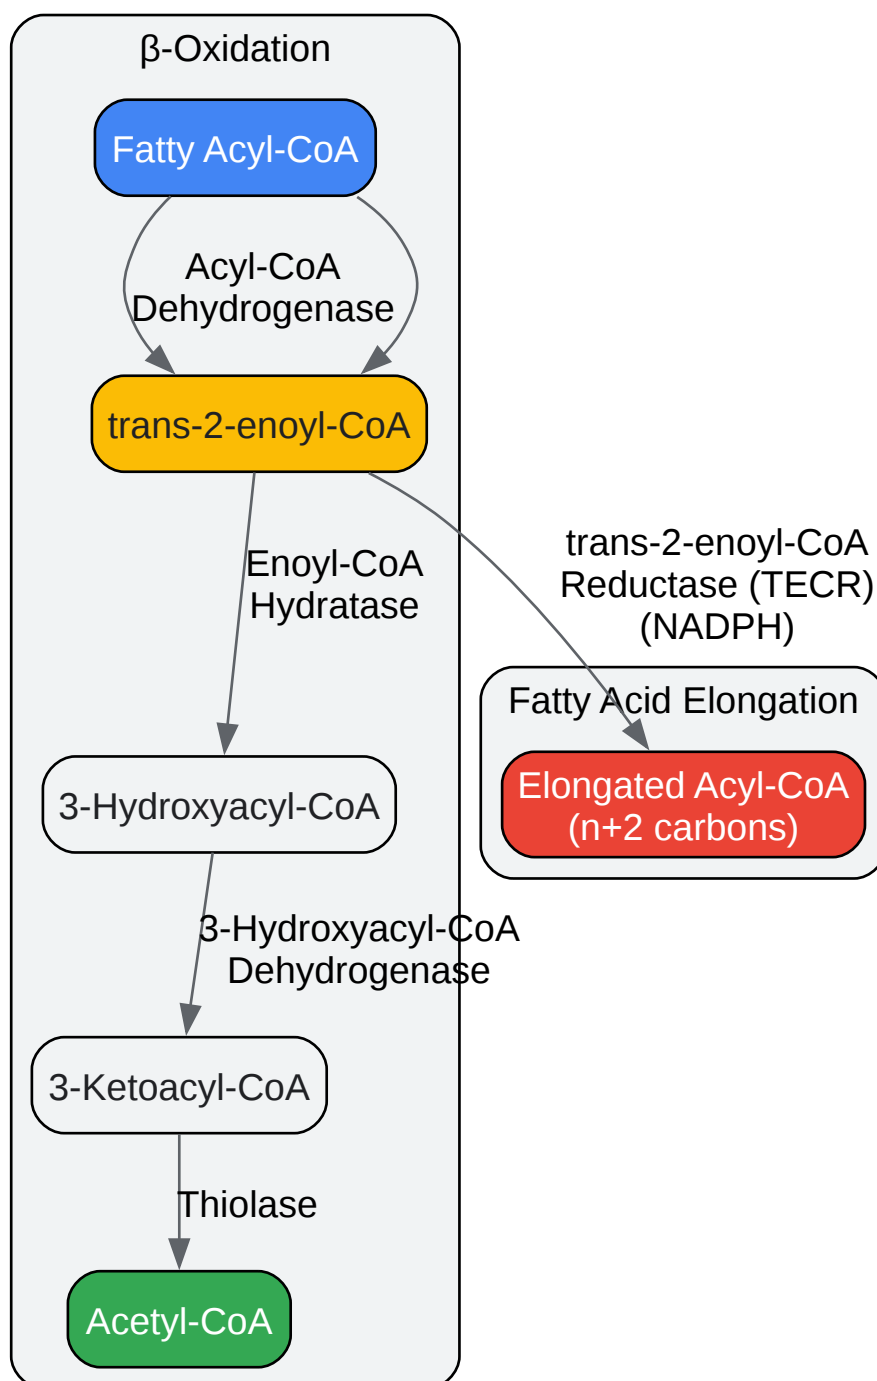 β-Oxidation
Fatty Acyl-CoA
Acyl-CoA
Dehydrogenase
trans-2-enoyl-CoA
Enoyl-CoA
Hydratase
trans-2-enoyl-CoA
Reductase (TECR)
(NADPH)
Fatty Acid Elongation
Elongated Acyl-CoA
(n+2 carbons)
3-Hydroxyacyl-CoA
3-Hydroxyacyl-CoA
Dehydrogenase
3-Ketoacyl-CoA
Thiolase
Acetyl-CoA